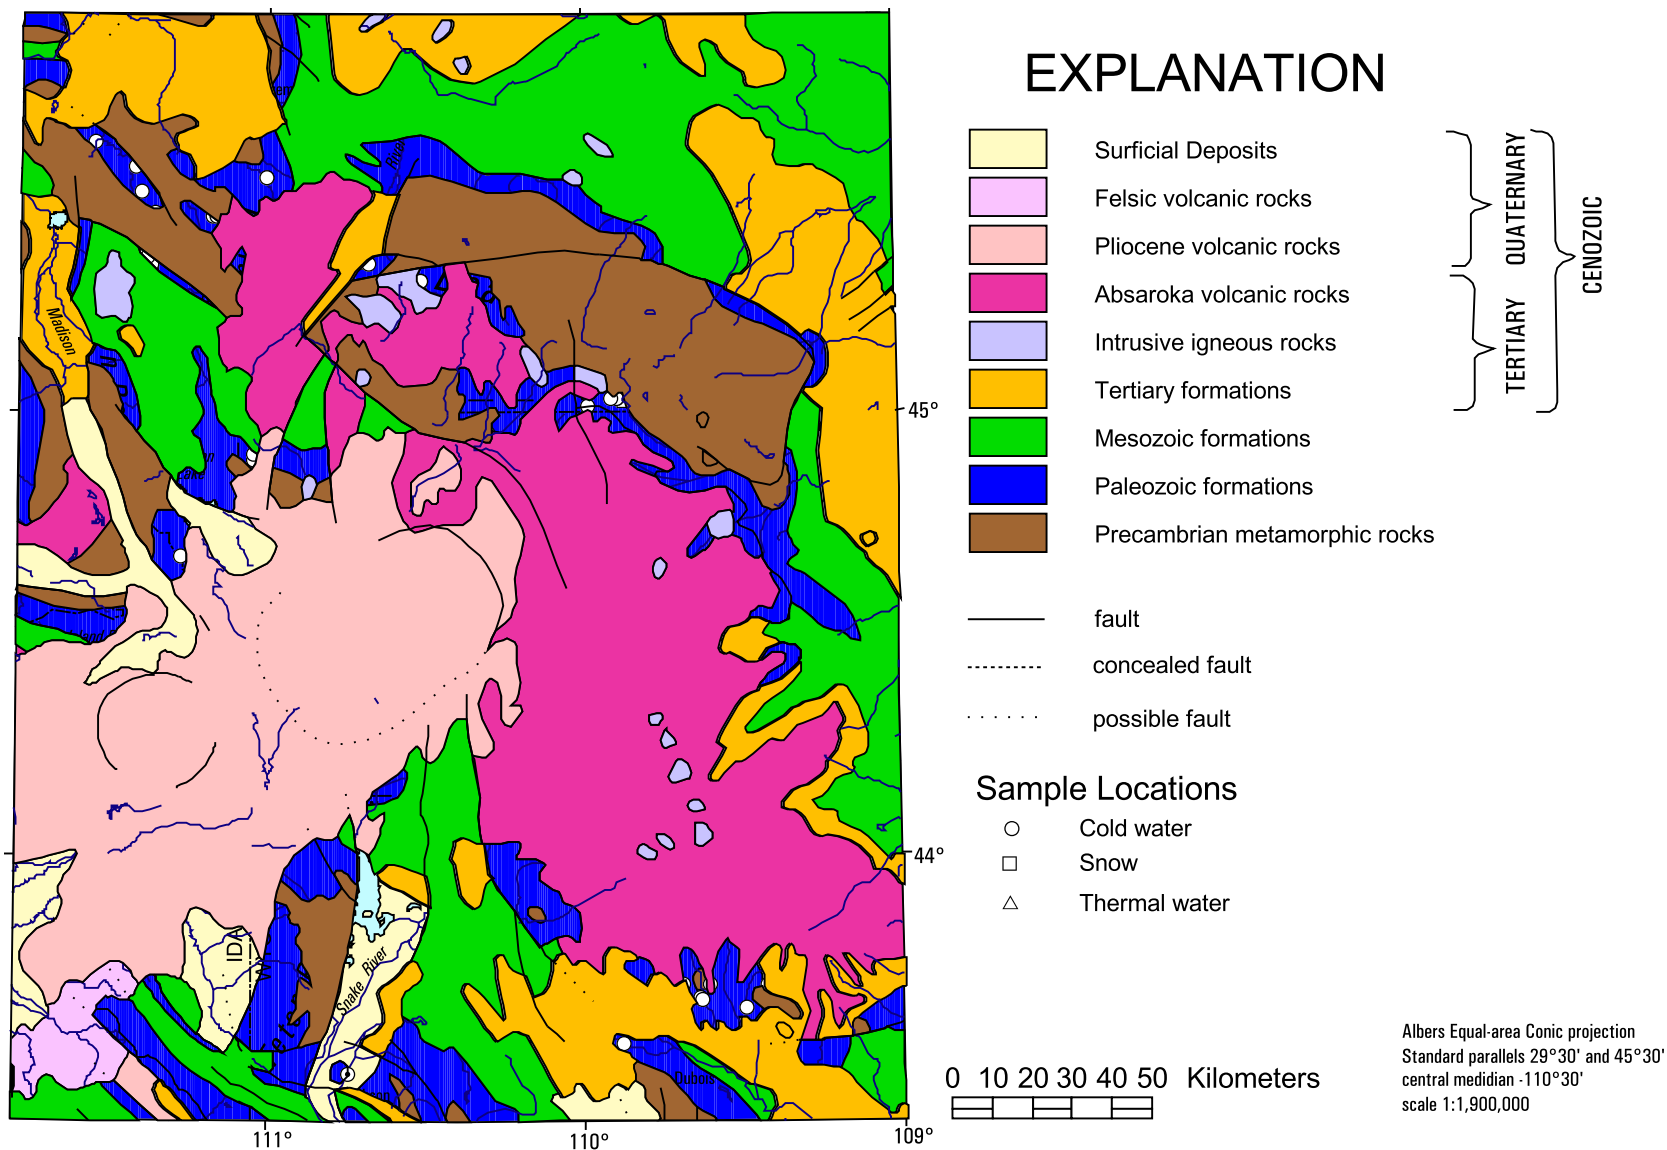 EXPLANATION
Surficial Deposits
Felsic volcanic rocks
Pliocene volcanic rocks
Absaroka volcanic rocks
Intrusive igneous rocks
Tertiary formations
Mesozoic formations
Paleozoic formations
Precambrian metamorphic rocks
QUATERNARY
TERTIARY
CENOZOIC
fault
concealed fault
possible fault
Sample Locations
Cold water
Snow
Thermal water
River
Madison
Lake
45°
44°
IDA
Snake River
Dubois
0 10 20 30 40 50 Kilometers
111°
110°
109°
Albers Equal-area Conic projection
Standard parallels 29°30' and 45°30'
central medidian -110°30'
scale 1:1,900,000